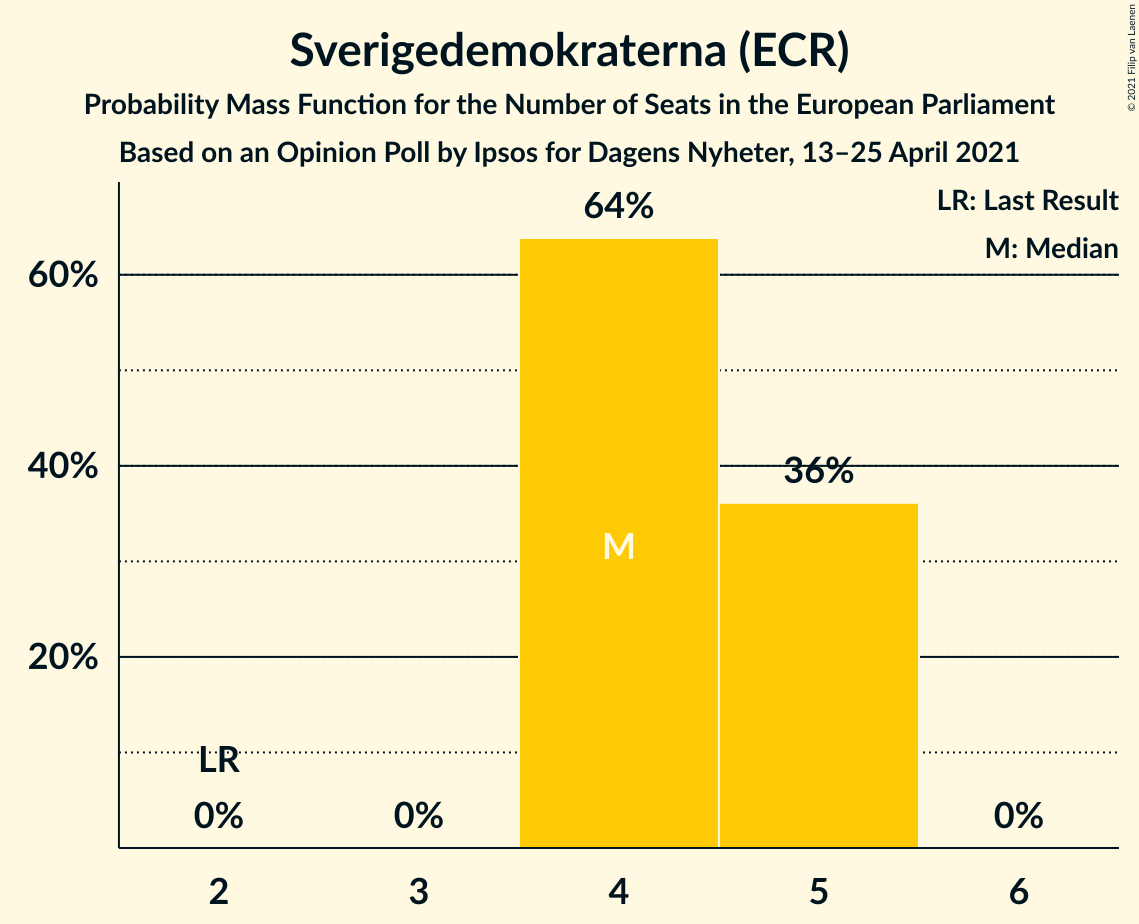 Sverigedemokraterna (ECR)
Probability Mass Function for the Number of Seats in the European Parliament
Based on an Opinion Poll by Ipsos for Dagens Nyheter, 13–25 April 2021
© 2021 Filip van Laenen
LR: Last Result
M: Median
64%
60%
40%
36%
M
20%
LR
0%
0%
0%
2
3
4
5
6